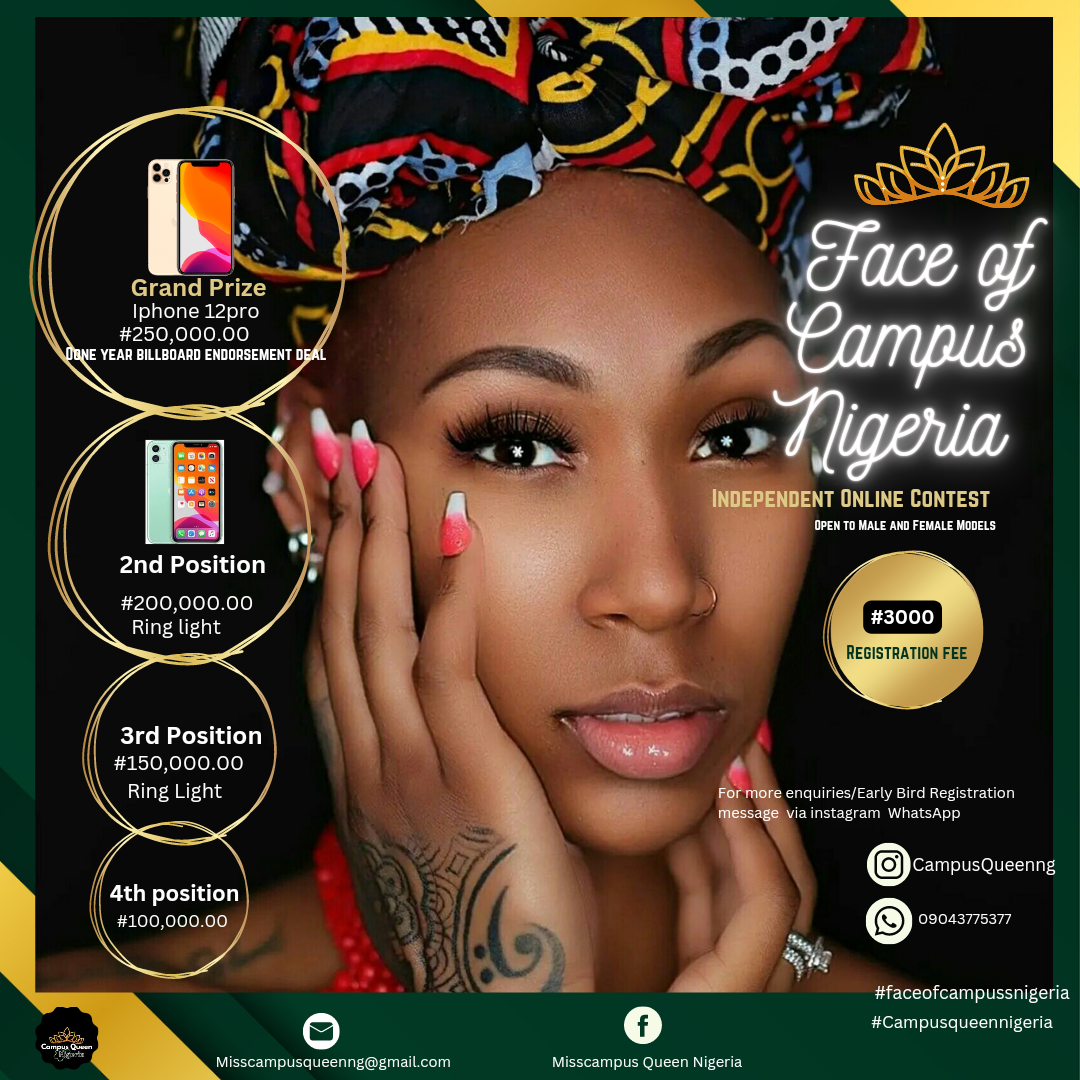 Grand Prize
Iphone 12pro
#250,000.00
Oone year billboard endorsement deal
2nd Position
#200,000.00
Ring light
3rd Position
#150,000.00
Ring Light
4th position
#100,000.00
Face of
Campus
Nigeria
Independent Online Contest
Open to Male and Female Models
#3000
Registration fee
For more enquiries/Early Bird Registration
message via instagram WhatsApp
CampusQueenng
09043775377
#faceofcampussnigeria
#Campusqueennigeria
Campus Queen
Nigeria
Misscampusqueenng@gmail.com
Misscampus Queen Nigeria